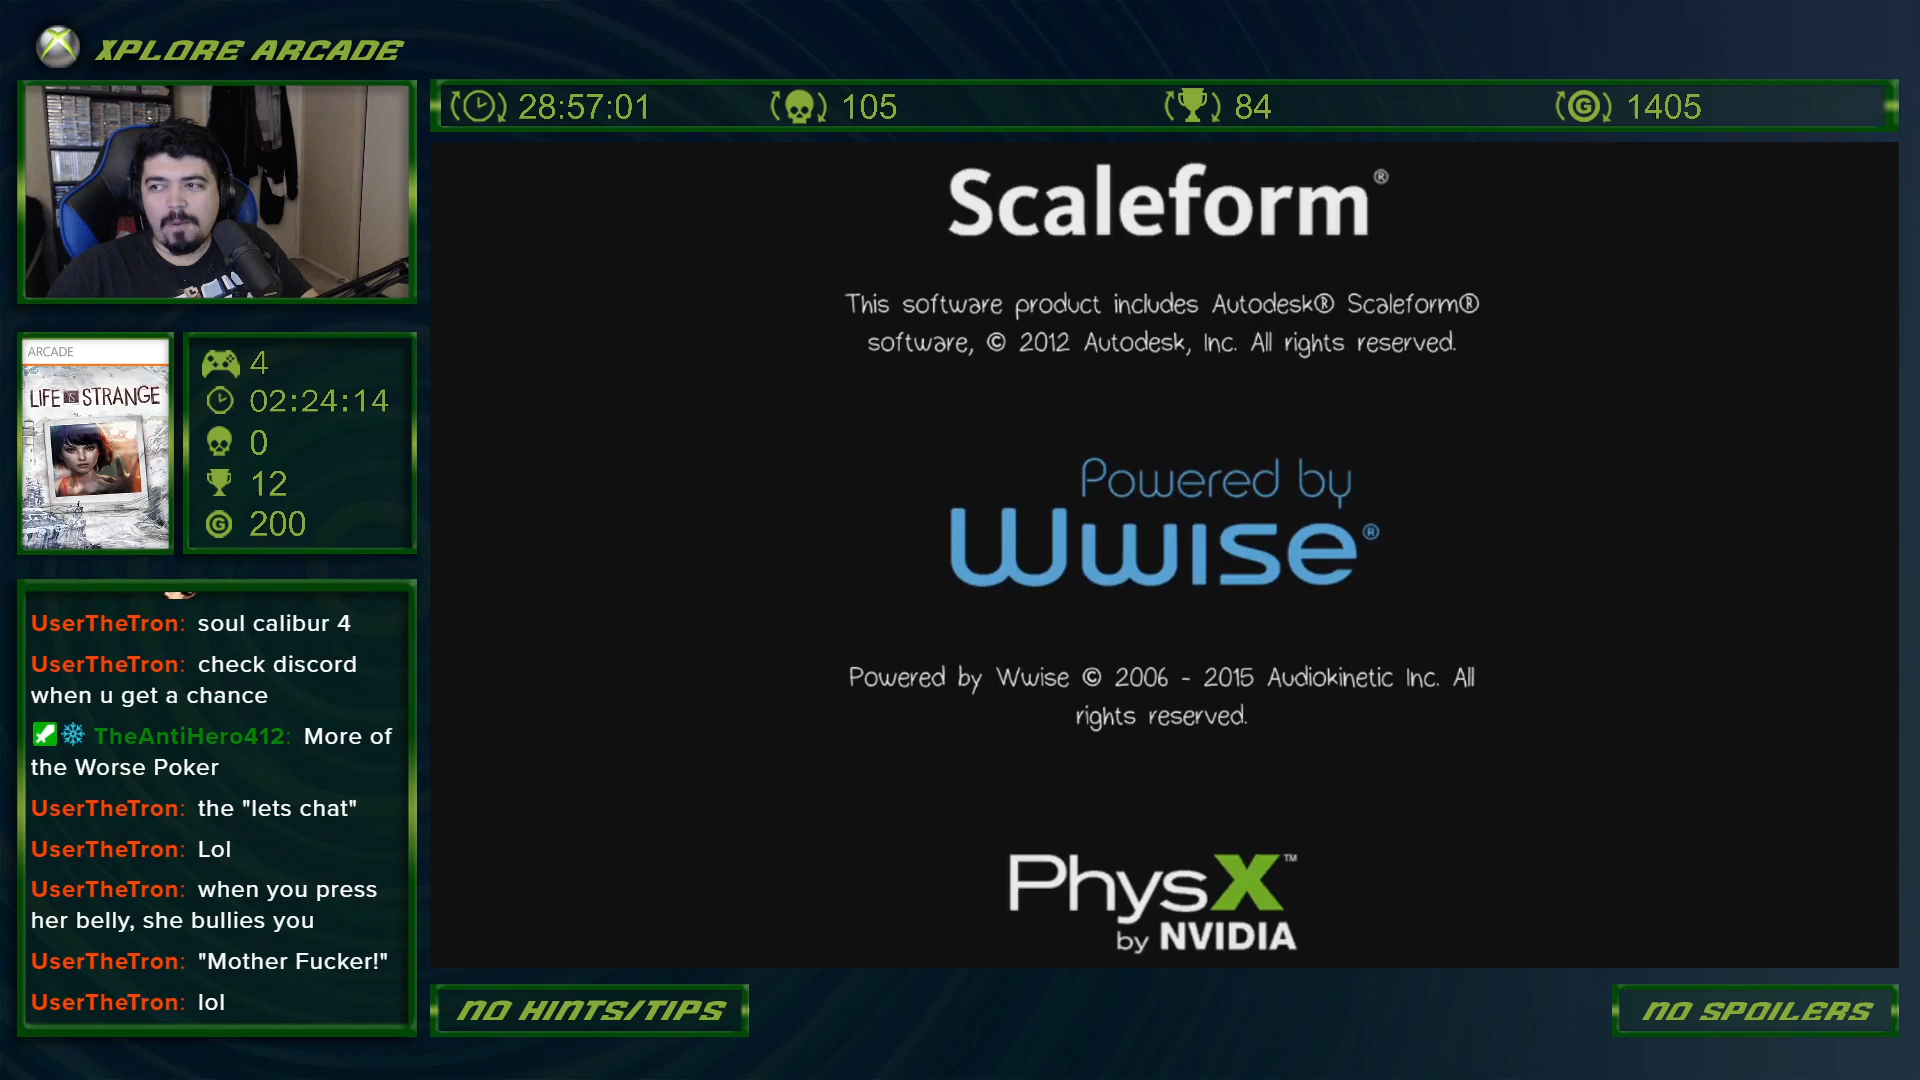 XPLORE ARCADE
28:57:01
105
84
1405
ARCADE
LIFE IS STRANGE
4
02:24:14
0
12
200
UserTheTron: soul calibur 4
UserTheTron: check discord
when u get a chance
TheAntiHero412: More of
the Worse Poker
UserTheTron: the "lets chat"
UserTheTron: Lol
UserTheTron: when you press
her belly, she bullies you
UserTheTron: "Mother Fucker!"
UserTheTron: lol
Scaleform®
This software product includes Autodesk® Scaleform®
software, © 2012 Autodesk, Inc. All rights reserved.
Powered by
Wwise®
Powered by Wwise © 2006 - 2015 Audiokinetic Inc. All
rights reserved.
PhysX™
by NVIDIA
NO HINTS/TIPS
NO SPOILERS